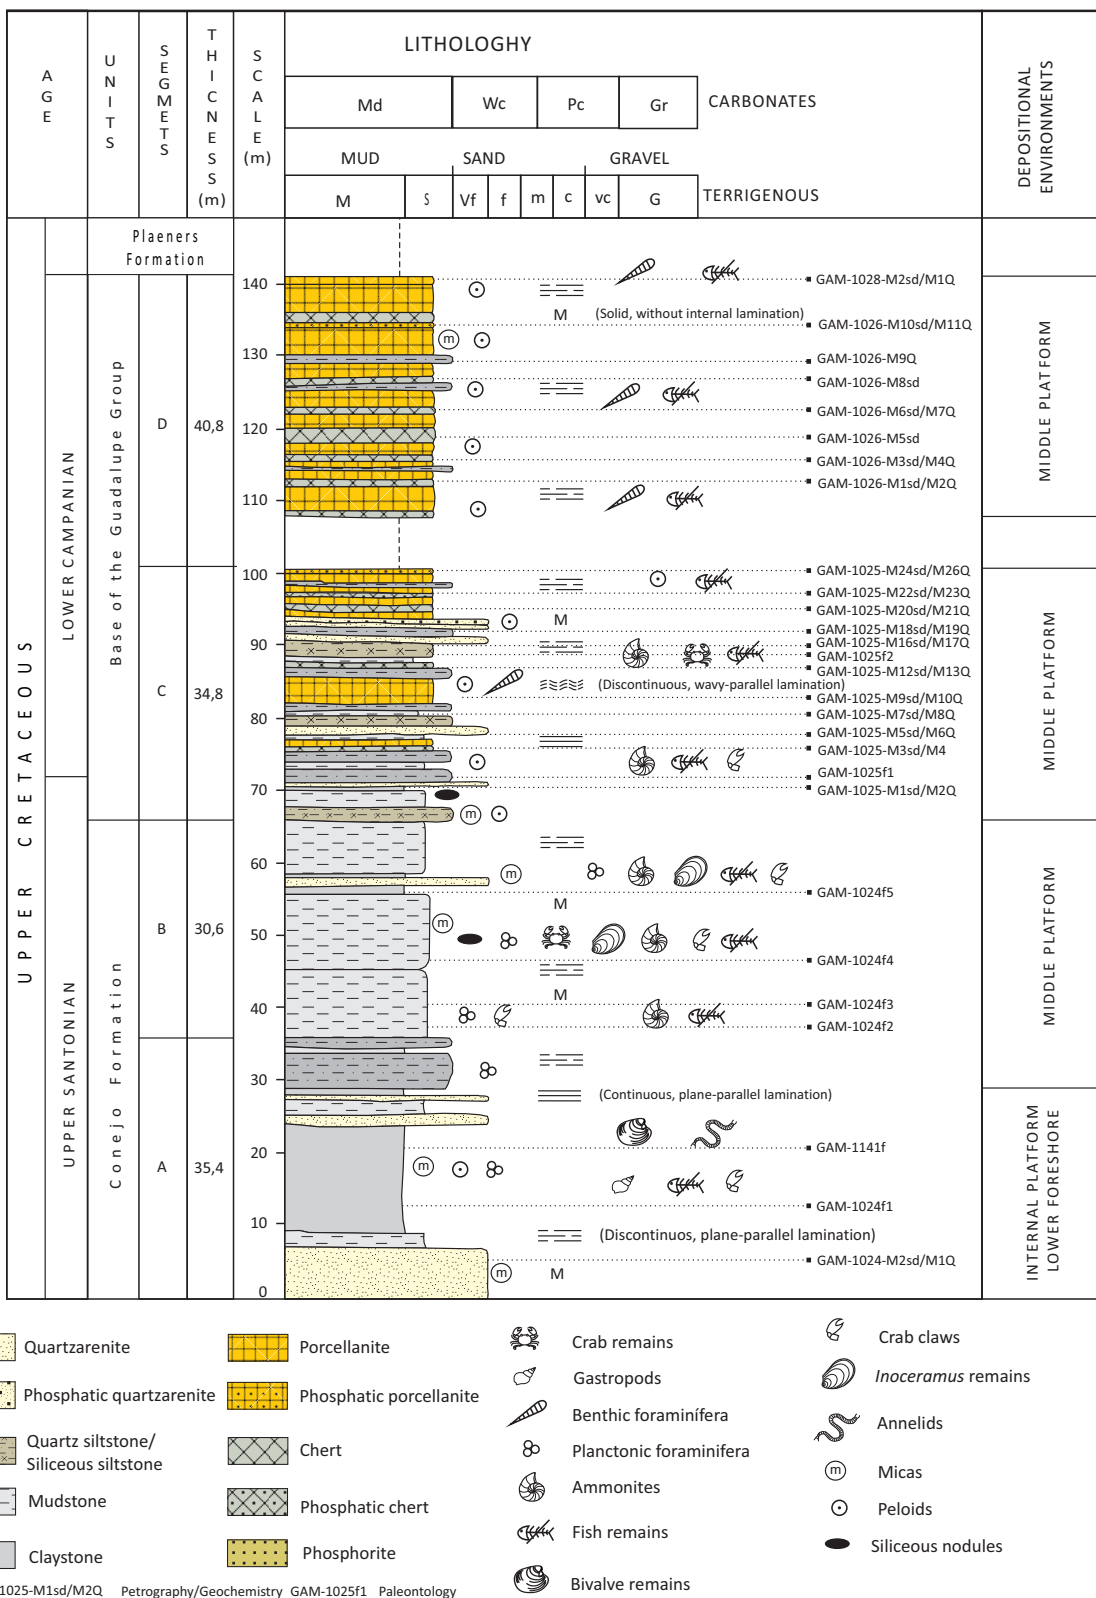 LITHOLOGHY
AGE
UNITS
SEGMETS
THICNESS (m)
SCALE (m)
DEPOSITIONAL ENVIRONMENTS
Md Wc Pc Gr CARBONATES
MUD SAND GRAVEL
M S Vf f m c vc G TERRIGENOUS
UPPER CRETACEOUS
LOWER CAMPANIAN
UPPER SANTONIAN
Plaeners
Formation
Base of the Guadalupe Group
Conejo Formation
D 40,8
C 34,8
B 30,6
A 35,4
140
130
120
110
100
90
80
70
60
50
40
30
20
10
0
GAM-1028-M2sd/M1Q
M (Solid, without internal lamination)
GAM-1026-M10sd/M11Q
m
GAM-1026-M9Q
GAM-1026-M8sd
GAM-1026-M6sd/M7Q
GAM-1026-M5sd
GAM-1026-M3sd/M4Q
GAM-1026-M1sd/M2Q
GAM-1025-M24sd/M26Q
GAM-1025-M22sd/M23Q
GAM-1025-M20sd/M21Q
M
GAM-1025-M18sd/M19Q
GAM-1025-M16sd/M17Q
GAM-1025f2
GAM-1025-M12sd/M13Q
(Discontinuous, wavy-parallel lamination)
GAM-1025-M9sd/M10Q
GAM-1025-M7sd/M8Q
GAM-1025-M5sd/M6Q
GAM-1025-M3sd/M4
GAM-1025f1
GAM-1025-M1sd/M2Q
m
m
GAM-1024f5
M
m
GAM-1024f4
M
GAM-1024f3
GAM-1024f2
(Continuous, plane-parallel lamination)
GAM-1141f
m
GAM-1024f1
(Discontinuos, plane-parallel lamination)
GAM-1024-M2sd/M1Q
m M
MIDDLE PLATFORM
MIDDLE PLATFORM
MIDDLE PLATFORM
INTERNAL PLATFORM
LOWER FORESHORE
Quartzarenite
Phosphatic quartzarenite
Quartz siltstone/
Siliceous siltstone
Mudstone
Claystone
Porcellanite
Phosphatic porcellanite
Chert
Phosphatic chert
Phosphorite
Crab remains
Gastropods
Benthic foraminífera
Planctonic foraminifera
Ammonites
Fish remains
Bivalve remains
Crab claws
Inoceramus remains
Annelids
m Micas
Peloids
Siliceous nodules
1025-M1sd/M2Q Petrography/Geochemistry GAM-1025f1 Paleontology